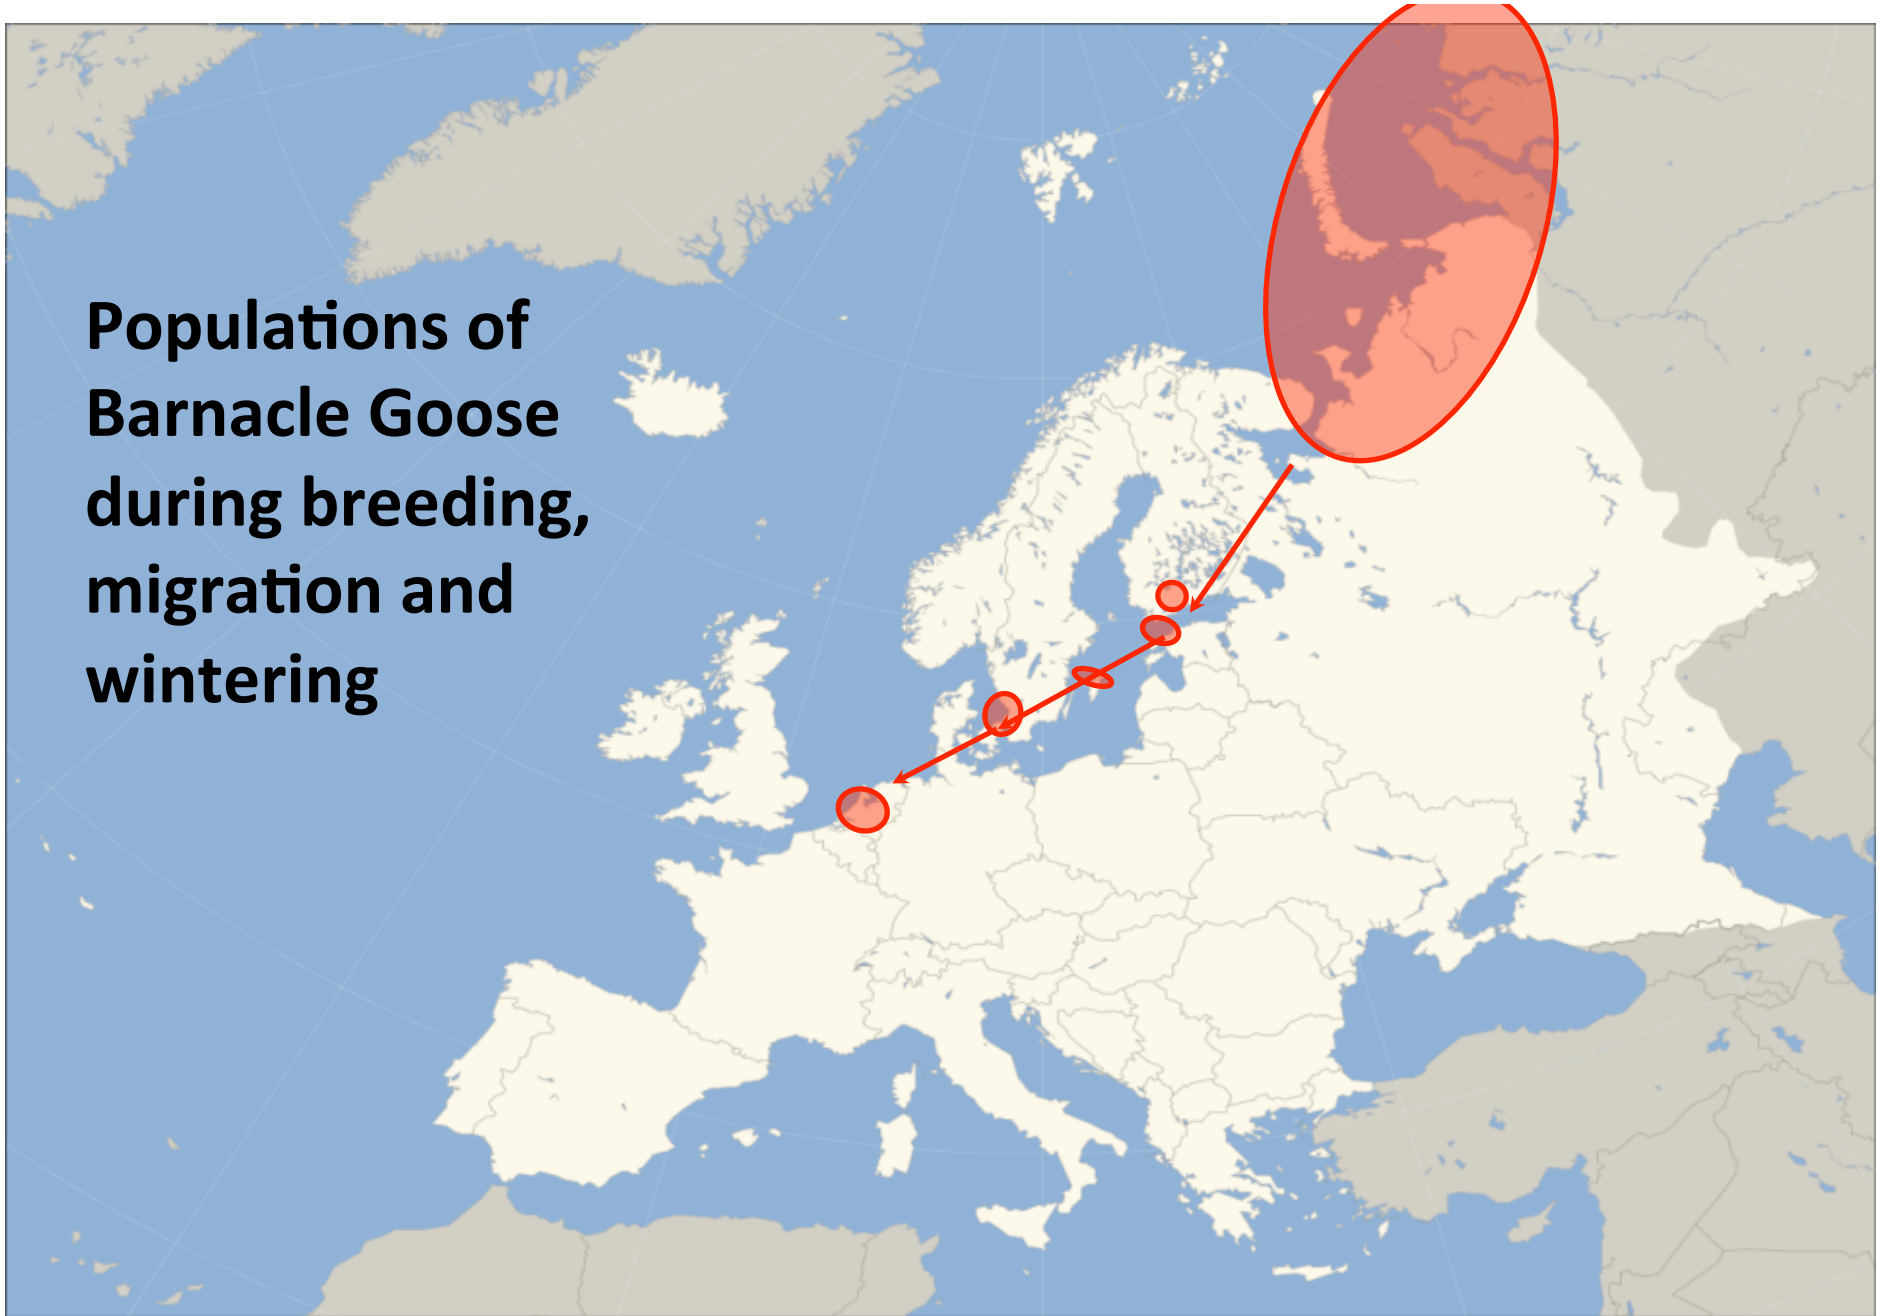 Populations of
Barnacle Goose
during breeding,
migration and
wintering